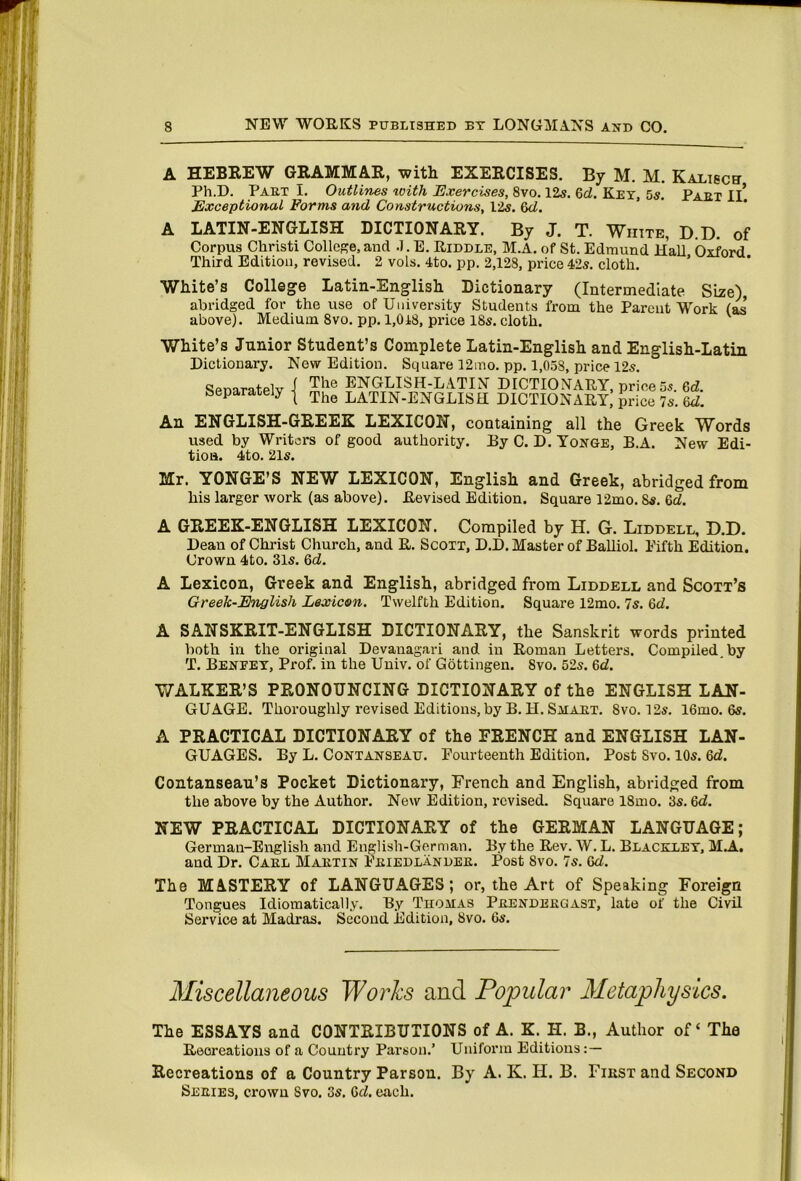 8 NEW WORKS PUBLISHED BY LONGMANS AND CO.
A HEBREW GRAMMAR, with EXERCISES. By M. M. KALISCH,
Ph.D. PART I. Outlines with Exercises, 8vo. 12s. 6d. KEY, 5s. PART II.
Exceptional Forms and Constructions, 12s. 6d.
A LATIN-ENGLISH DICTIONARY. By J. T. WHITE, D.D. of
Corpus Christi College, and J. E. RIDDLE, M.A. of St. Edmund Hall, Oxford.
Third Edition, revised. 2 vols. 4to. pp. 2,128, price 42s. cloth.
White's College Latin-English Dictionary (Intermediate Size),
abridged for the use of University Students from the Parent Work (as
above). Medium 8vo. pp. 1,048, price 18s. cloth.
White's Junior Student's Complete Latin-English and English-Latin
Dictionary. New Edition. Square 12mo. pp. 1,058, price 12s.
Separately { The ENGLISH-LATIN DICTIONARY, price 5s. 6d.
{ The LATIN-ENGLISH DICTIONARY, price 7s. 6d.
An ENGLISH-GREEK LEXICON, containing all the Greek Words
used by Writers of good authority. By C. D. YONGE, B.A. New Edi-
tion. 4to. 21s.
Mr. YONGE'S NEW LEXICON, English and Greek, abridged from
his larger work (as above). Revised Edition. Square 12mo. 8s. 6d.
A GREEK-ENGLISH LEXICON. Compiled by H. G. LIDDELL, D.D.
Dean of Christ Church, and R. SCOTT, D.D. Master of Balliol. Fifth Edition.
Crown 4to. 31s. 6d.
A Lexicon, Greek and English, abridged from LIDDELL and SCOTT'S
Greek-English Lexicon. Twelfth Edition. Square 12mo. 7s. 6d.
A SANSKRIT-ENGLISH DICTIONARY, the Sanskrit words printed
both in the original Devanagari and in Roman Letters. Compiled by
T. BENFEY, Prof. in the Univ. of Göttingen. 8vo. 52s. 6d.
WALKER'S PRONOUNCING DICTIONARY of the ENGLISH LAN-
GUAGE. Thoroughly revised Editions, by B. H. SMART. 8vo. 12s. 16mo. 6s.
A PRACTICAL DICTIONARY of the FRENCH and ENGLISH LAN-
GUAGES. By L. CONTANSEAU. Fourteenth Edition. Post 8vo. 10s. 6d.
Contanseau's Pocket Dictionary, French and English, abridged from
the above by the Author. New Edition, revised. Square 18mo. 3s. 6d.
NEW PRACTICAL DICTIONARY of the GERMAN LANGUAGE;
German-English and English-German. By the Rev. W. L. BLACKLEY, M.A.
and Dr. CARL MARTIN FRIEDLÄNDER. Post 8vo. 7s. 6d.
The MASTERY of LANGUAGES; or, the Art of Speaking Foreign
Tongues Idiomatically. By THOMAS PRENDERGAST, late of the Civil
Service at Madras. Second Edition, 8vo. 6s.
Miscellaneous Works and Popular Metaphysics.
The ESSAYS and CONTRIBUTIONS of A. K. H. B., Author of ‘ The
Recreations of a Country Parson.’ Uniform Editions:—
Recreations of a Country Parson. By A. K. H. B. FIRST and SECOND
SERIES, crown 8vo. 3s. 6d. each.